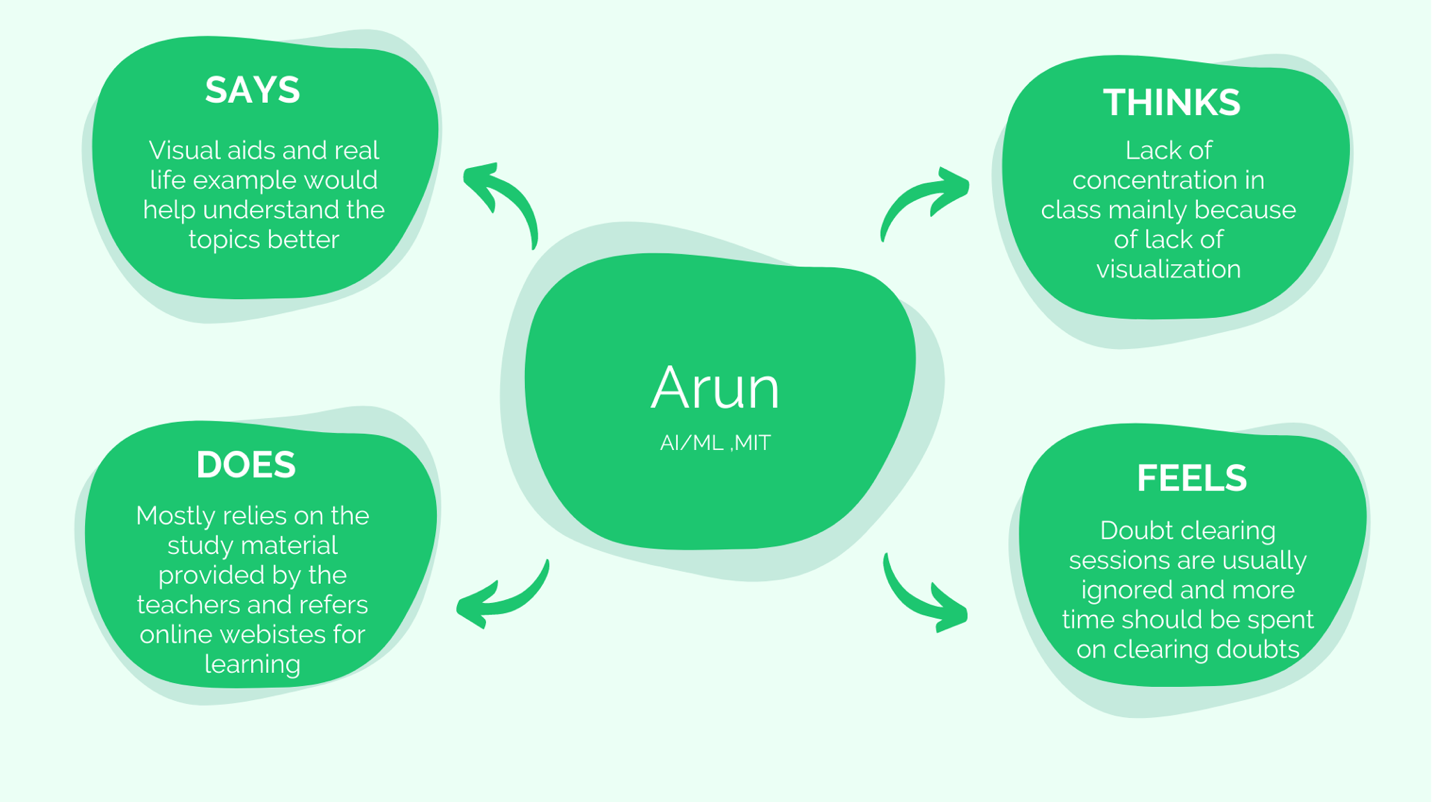 SAYS
Visual aids and real
life example would
help understand the
topics better
THINKS
Lack of
concentration in
class mainly because
of lack of
visualization
Arun
AI/ML ,MIT
DOES
Mostly relies on the
study material
provided by the
teachers and refers
online webistes for
learning
FEELS
Doubt clearing
sessions are usually
ignored and more
time should be spent
on clearing doubts